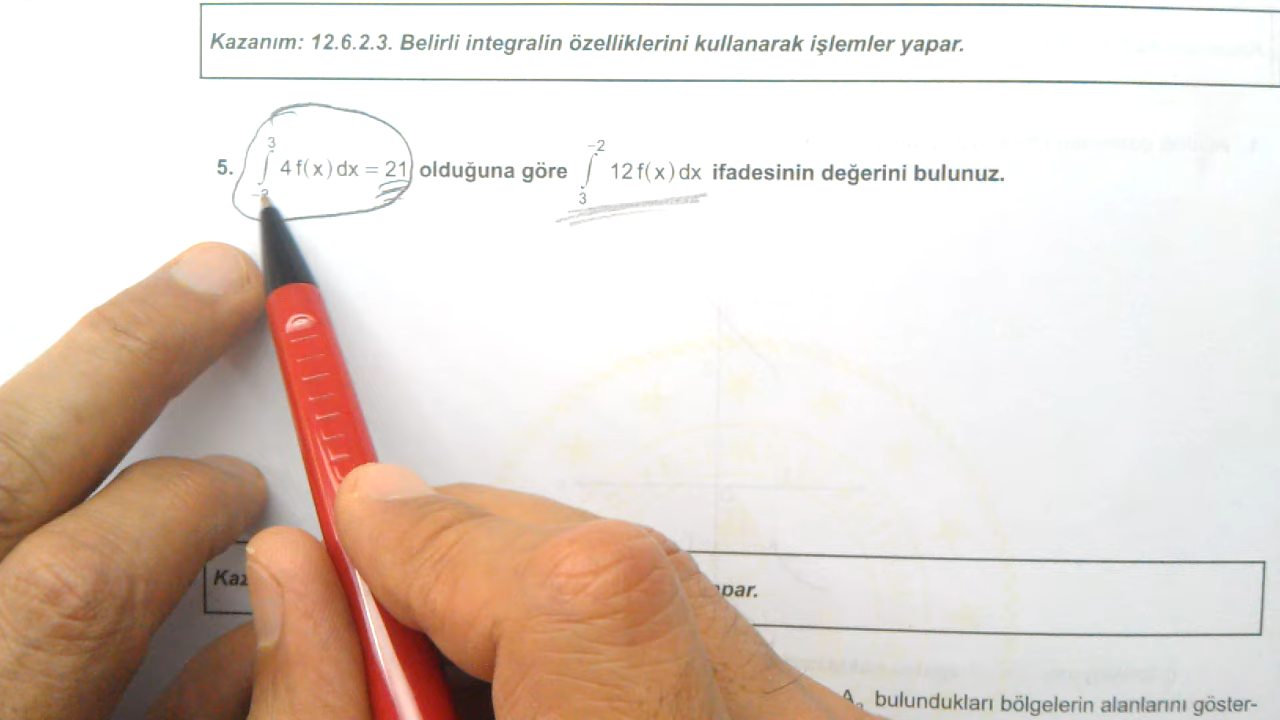 Kazanım: 12.6.2.3. Belirli integralin özelliklerini kullanarak işlemler yapar.
5. ∫_{-2}^{3} 4 f(x) dx = 21 olduğuna göre ∫_{3}^{-2} 12 f(x) dx ifadesinin değerini bulunuz.
bulundukları bölgelerin alanlarını göster-